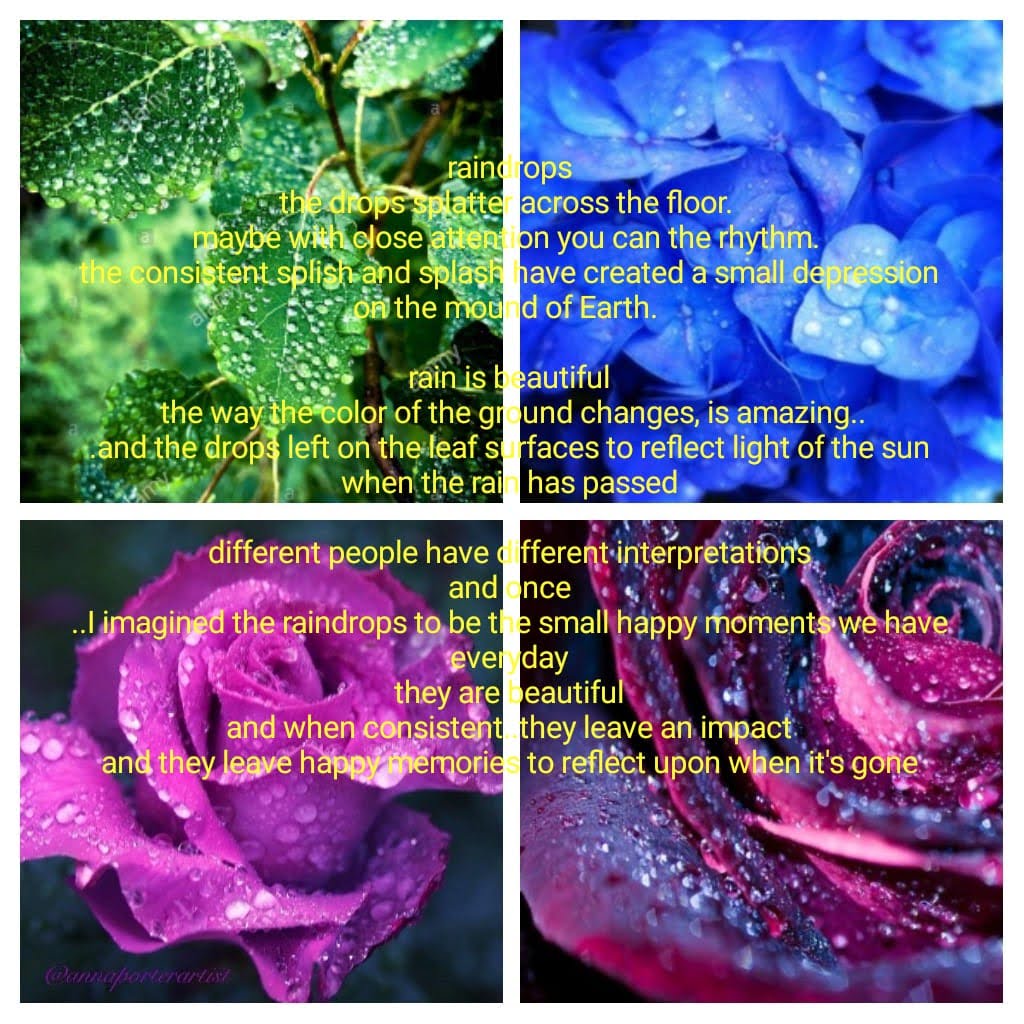 raindrops
the drops splatter across the floor.
maybe with close attention you can the rhythm.
the consistent splish and splash have created a small depression
on the mound of Earth.
rain is beautiful
the way the color of the ground changes, is amazing..
.and the drops left on the leaf surfaces to reflect light of the sun
when the rain has passed
different people have different interpretations
and once
..I imagined the raindrops to be the small happy moments we have
everyday
they are beautiful
and when consistent..they leave an impact
and they leave happy memories to reflect upon when it's gone
@annaporterartist